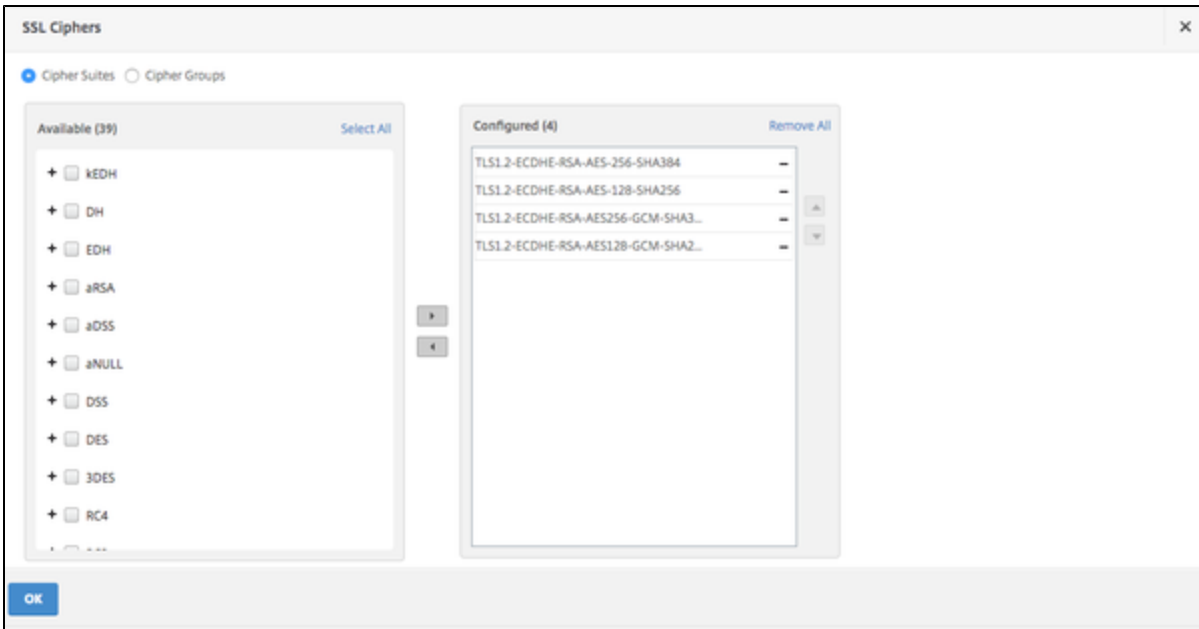 SSL Ciphers
Cipher Suites Cipher Groups
Available (39) Select All
kEDH
DH
EDH
aRSA
aDSS
aNULL
DSS
DES
3DES
RC4
Configured (4) Remove All
TLS1.2-ECDHE-RSA-AES-256-SHA384
TLS1.2-ECDHE-RSA-AES-128-SHA256
TLS1.2-ECDHE-RSA-AES256-GCM-SHA3...
TLS1.2-ECDHE-RSA-AES128-GCM-SHA2...
OK